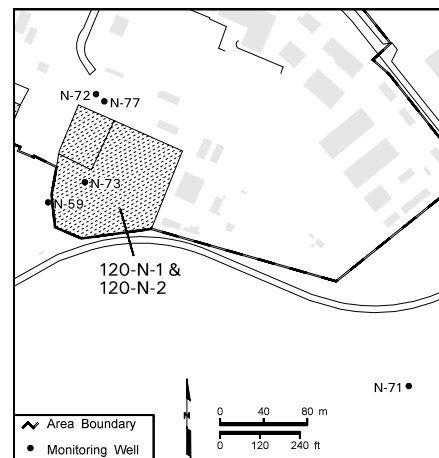 N-72
N-77
N-73
N-59
120-N-1 &
120-N-2
N-71
N
0 40 80 m
0 120 240 ft
Area Boundary
Monitoring Well